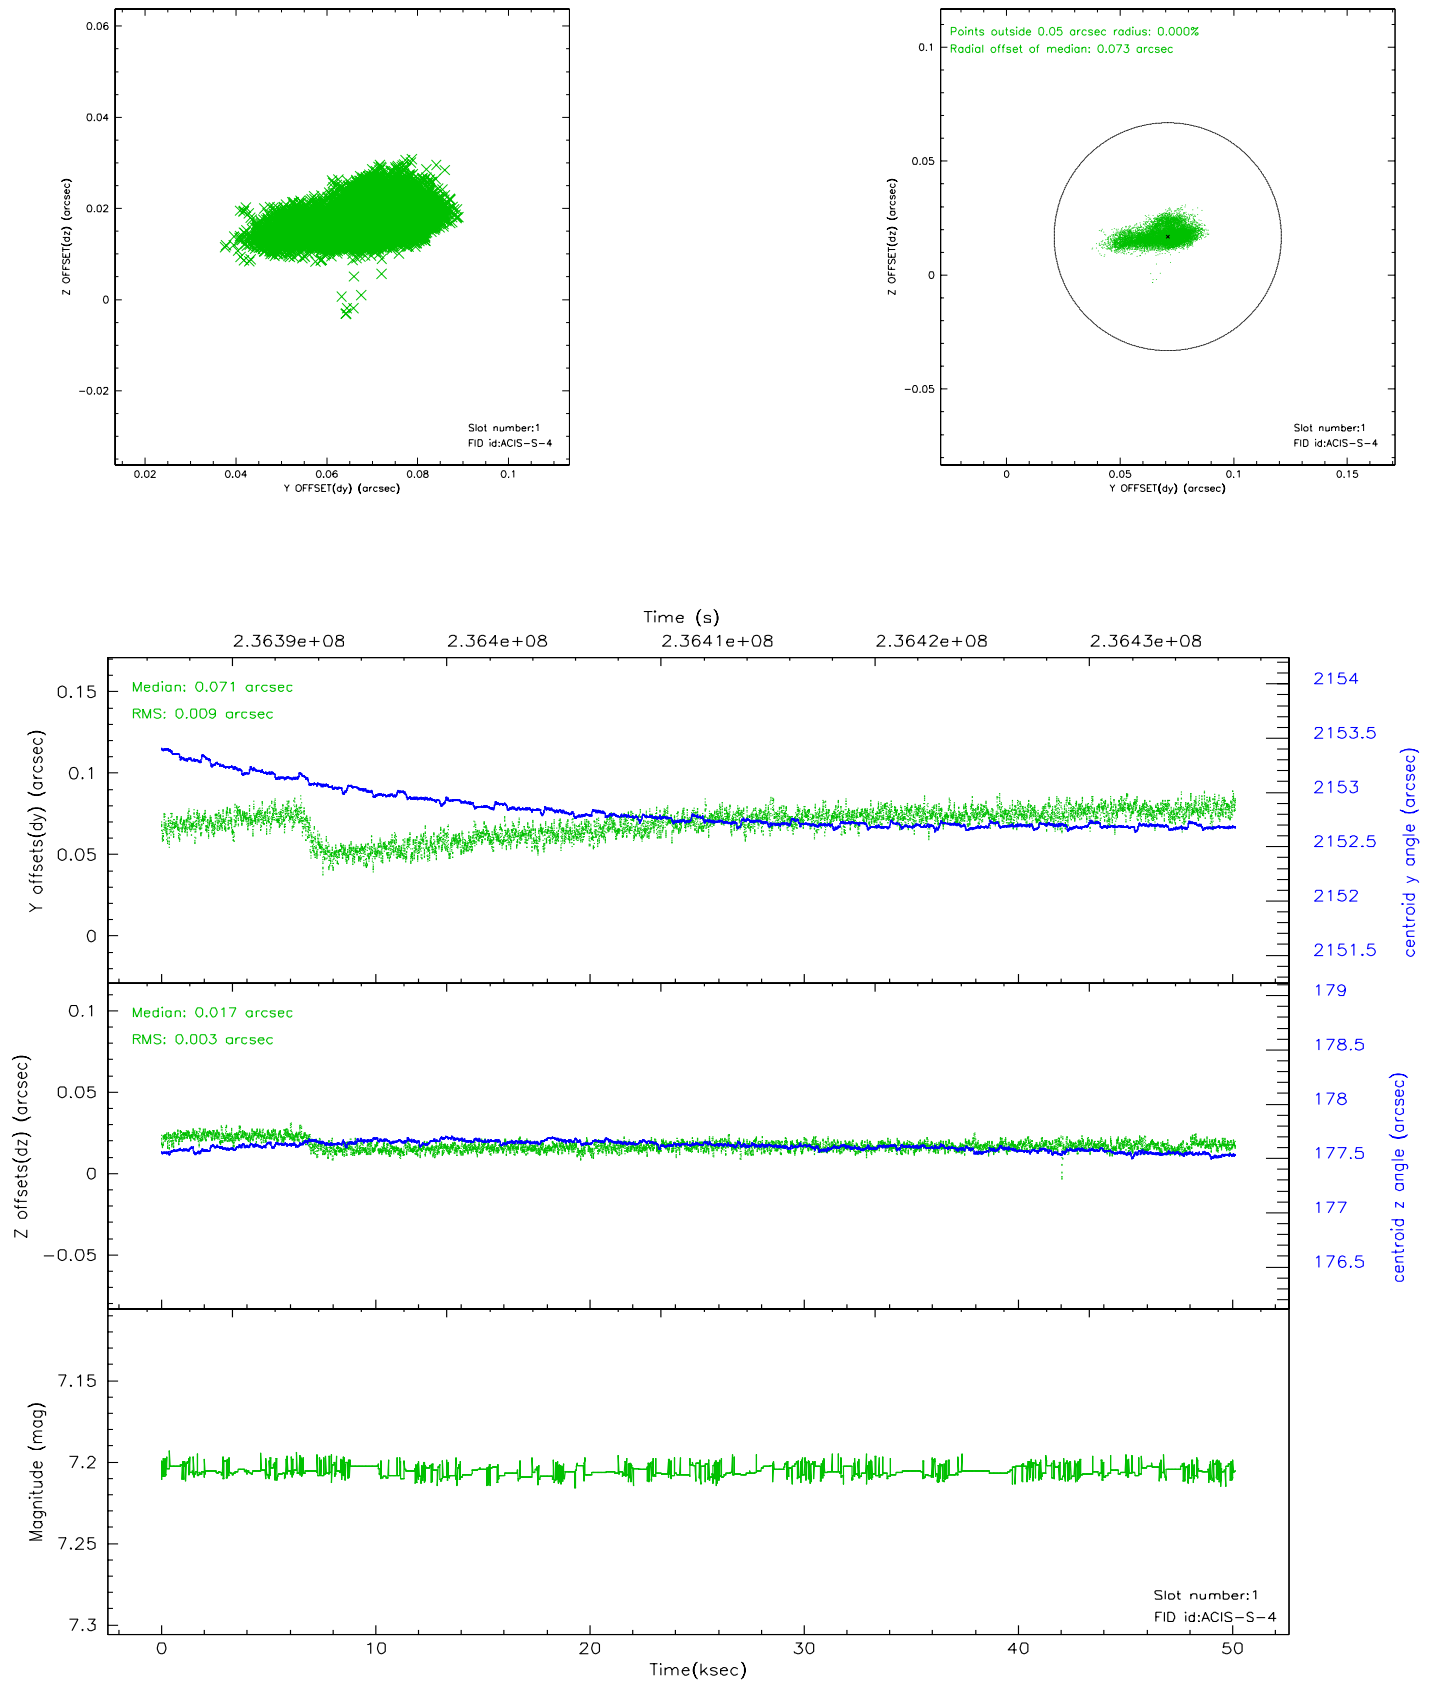 0.06
0.04
0.02
0
−0.02
Z OFFSET(dz) (arcsec)
Slot number:1
FID id:ACIS−S−4
0.02 0.04 0.06 0.08 0.1
Y OFFSET(dy) (arcsec)
Points outside 0.05 arcsec radius: 0.000%
Radial offset of median: 0.073 arcsec
0.1
0.05
0
−0.05
Z OFFSET(dz) (arcsec)
Slot number:1
FID id:ACIS−S−4
0 0.05 0.1 0.15
Y OFFSET(dy) (arcsec)
Time (s)
2.3639e+08 2.364e+08 2.3641e+08 2.3642e+08 2.3643e+08
Median: 0.071 arcsec
RMS: 0.009 arcsec
0.15
0.1
0.05
0
Y offsets(dy) (arcsec)
2154
2153.5
2153
2152.5
2152
2151.5
centroid y angle (arcsec)
Median: 0.017 arcsec
RMS: 0.003 arcsec
0.1
0.05
0
−0.05
Z offsets(dz) (arcsec)
179
178.5
178
177.5
177
176.5
centroid z angle (arcsec)
7.15
7.2
7.25
7.3
Magnitude (mag)
Slot number:1
FID id:ACIS−S−4
0 10 20 30 40 50
Time(ksec)